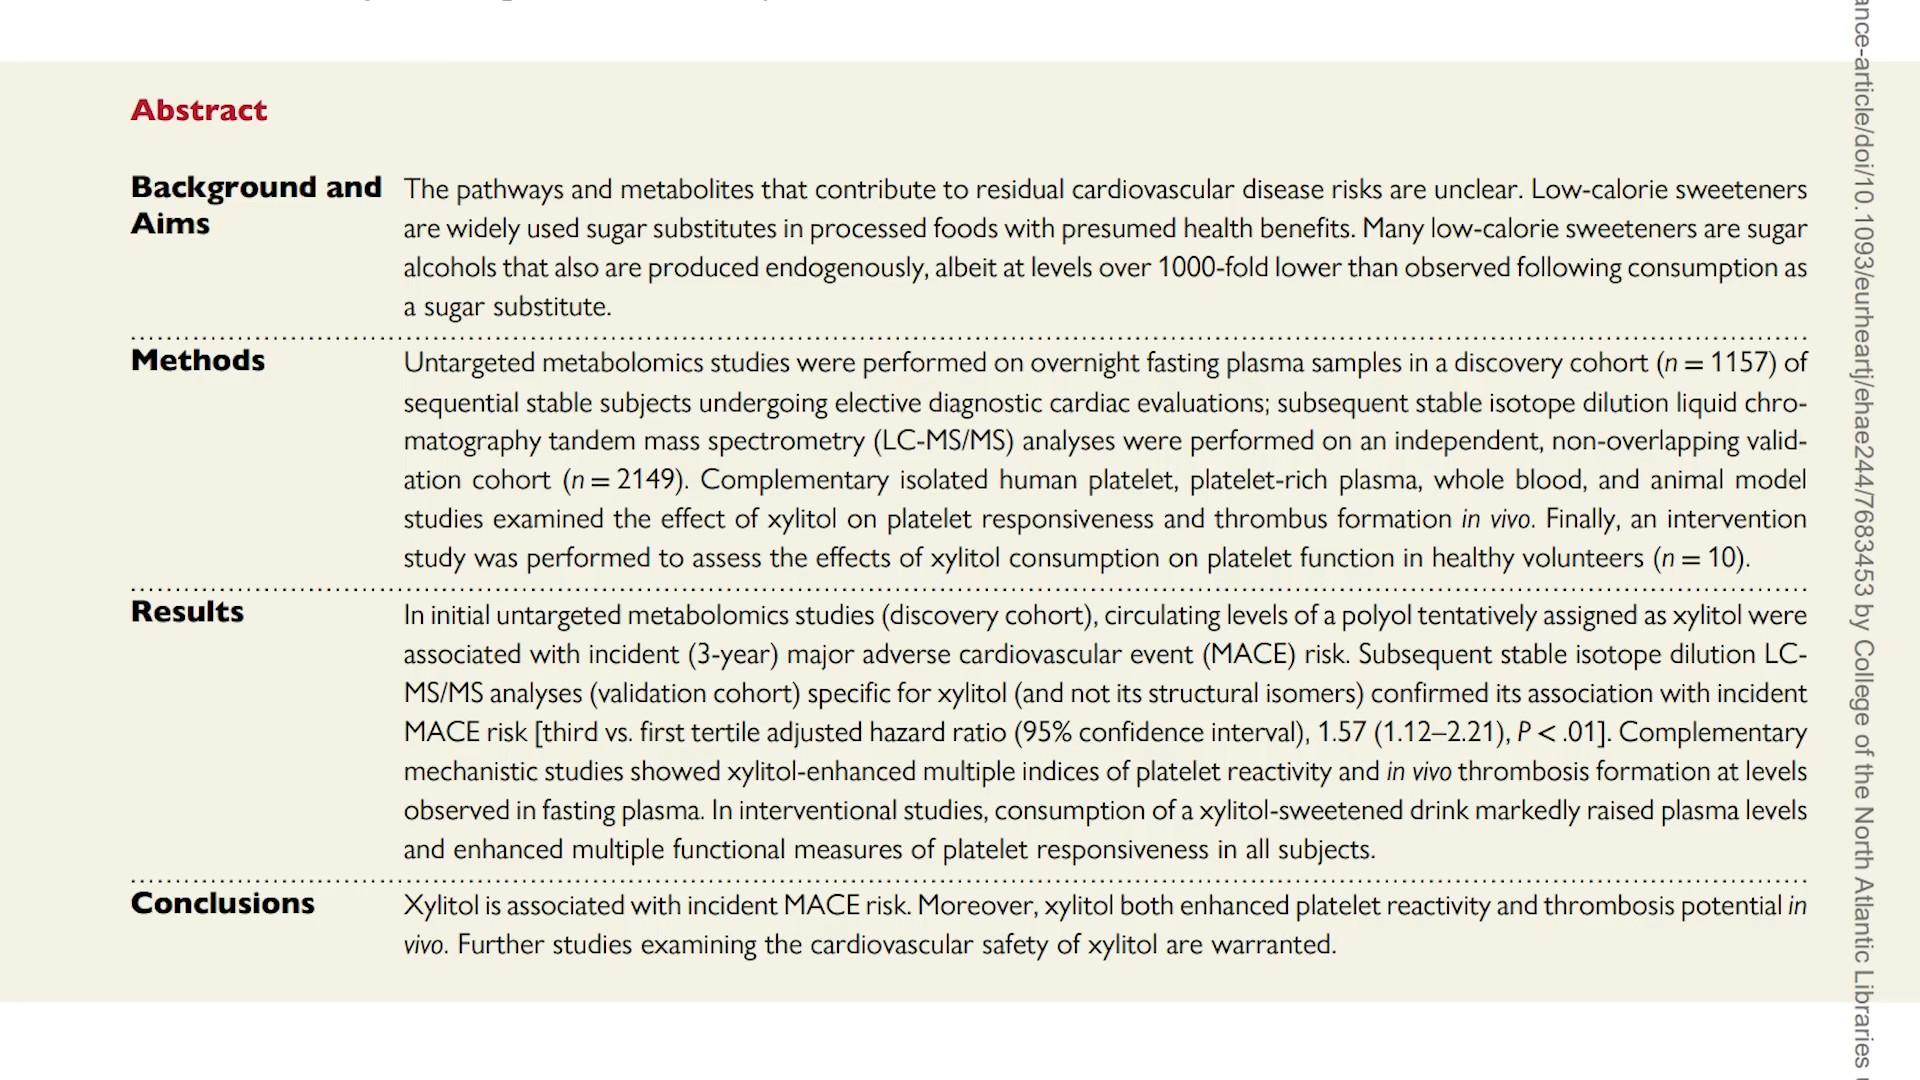 Abstract
Background and Aims
The pathways and metabolites that contribute to residual cardiovascular disease risks are unclear. Low-calorie sweeteners
are widely used sugar substitutes in processed foods with presumed health benefits. Many low-calorie sweeteners are sugar
alcohols that also are produced endogenously, albeit at levels over 1000-fold lower than observed following consumption as
a sugar substitute.
Methods
Untargeted metabolomics studies were performed on overnight fasting plasma samples in a discovery cohort (n = 1157) of
sequential stable subjects undergoing elective diagnostic cardiac evaluations; subsequent stable isotope dilution liquid chro-
matography tandem mass spectrometry (LC-MS/MS) analyses were performed on an independent, non-overlapping valid-
ation cohort (n = 2149). Complementary isolated human platelet, platelet-rich plasma, whole blood, and animal model
studies examined the effect of xylitol on platelet responsiveness and thrombus formation in vivo. Finally, an intervention
study was performed to assess the effects of xylitol consumption on platelet function in healthy volunteers (n = 10).
Results
In initial untargeted metabolomics studies (discovery cohort), circulating levels of a polyol tentatively assigned as xylitol were
associated with incident (3-year) major adverse cardiovascular event (MACE) risk. Subsequent stable isotope dilution LC-
MS/MS analyses (validation cohort) specific for xylitol (and not its structural isomers) confirmed its association with incident
MACE risk [third vs. first tertile adjusted hazard ratio (95% confidence interval), 1.57 (1.12–2.21), P < .01]. Complementary
mechanistic studies showed xylitol-enhanced multiple indices of platelet reactivity and in vivo thrombosis formation at levels
observed in fasting plasma. In interventional studies, consumption of a xylitol-sweetened drink markedly raised plasma levels
and enhanced multiple functional measures of platelet responsiveness in all subjects.
Conclusions
Xylitol is associated with incident MACE risk. Moreover, xylitol both enhanced platelet reactivity and thrombosis potential in
vivo. Further studies examining the cardiovascular safety of xylitol are warranted.
ance-article/doi/10.1093/eurheartj/ehae244/7683453 by College of the North Atlantic Libraries